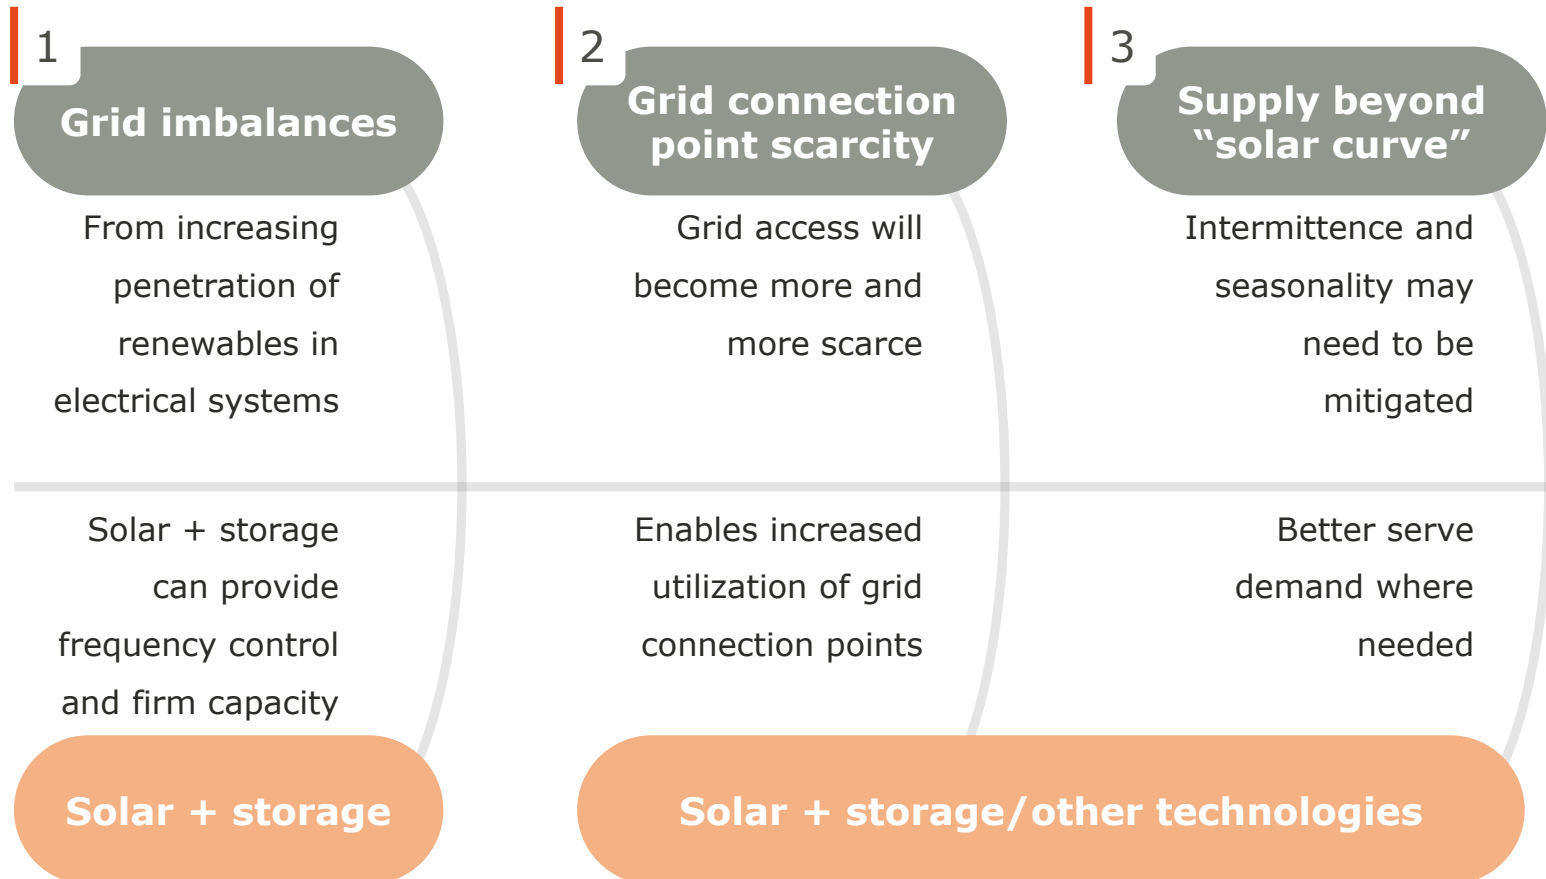 1
Grid imbalances
From increasing
penetration of
renewables in
electrical systems
Solar + storage
can provide
frequency control
and firm capacity
Solar + storage
2
Grid connection
point scarcity
Grid access will
become more and
more scarce
Enables increased
utilization of grid
connection points
3
Supply beyond
“solar curve”
Intermittence and
seasonality may
need to be
mitigated
Better serve
demand where
needed
Solar + storage/other technologies